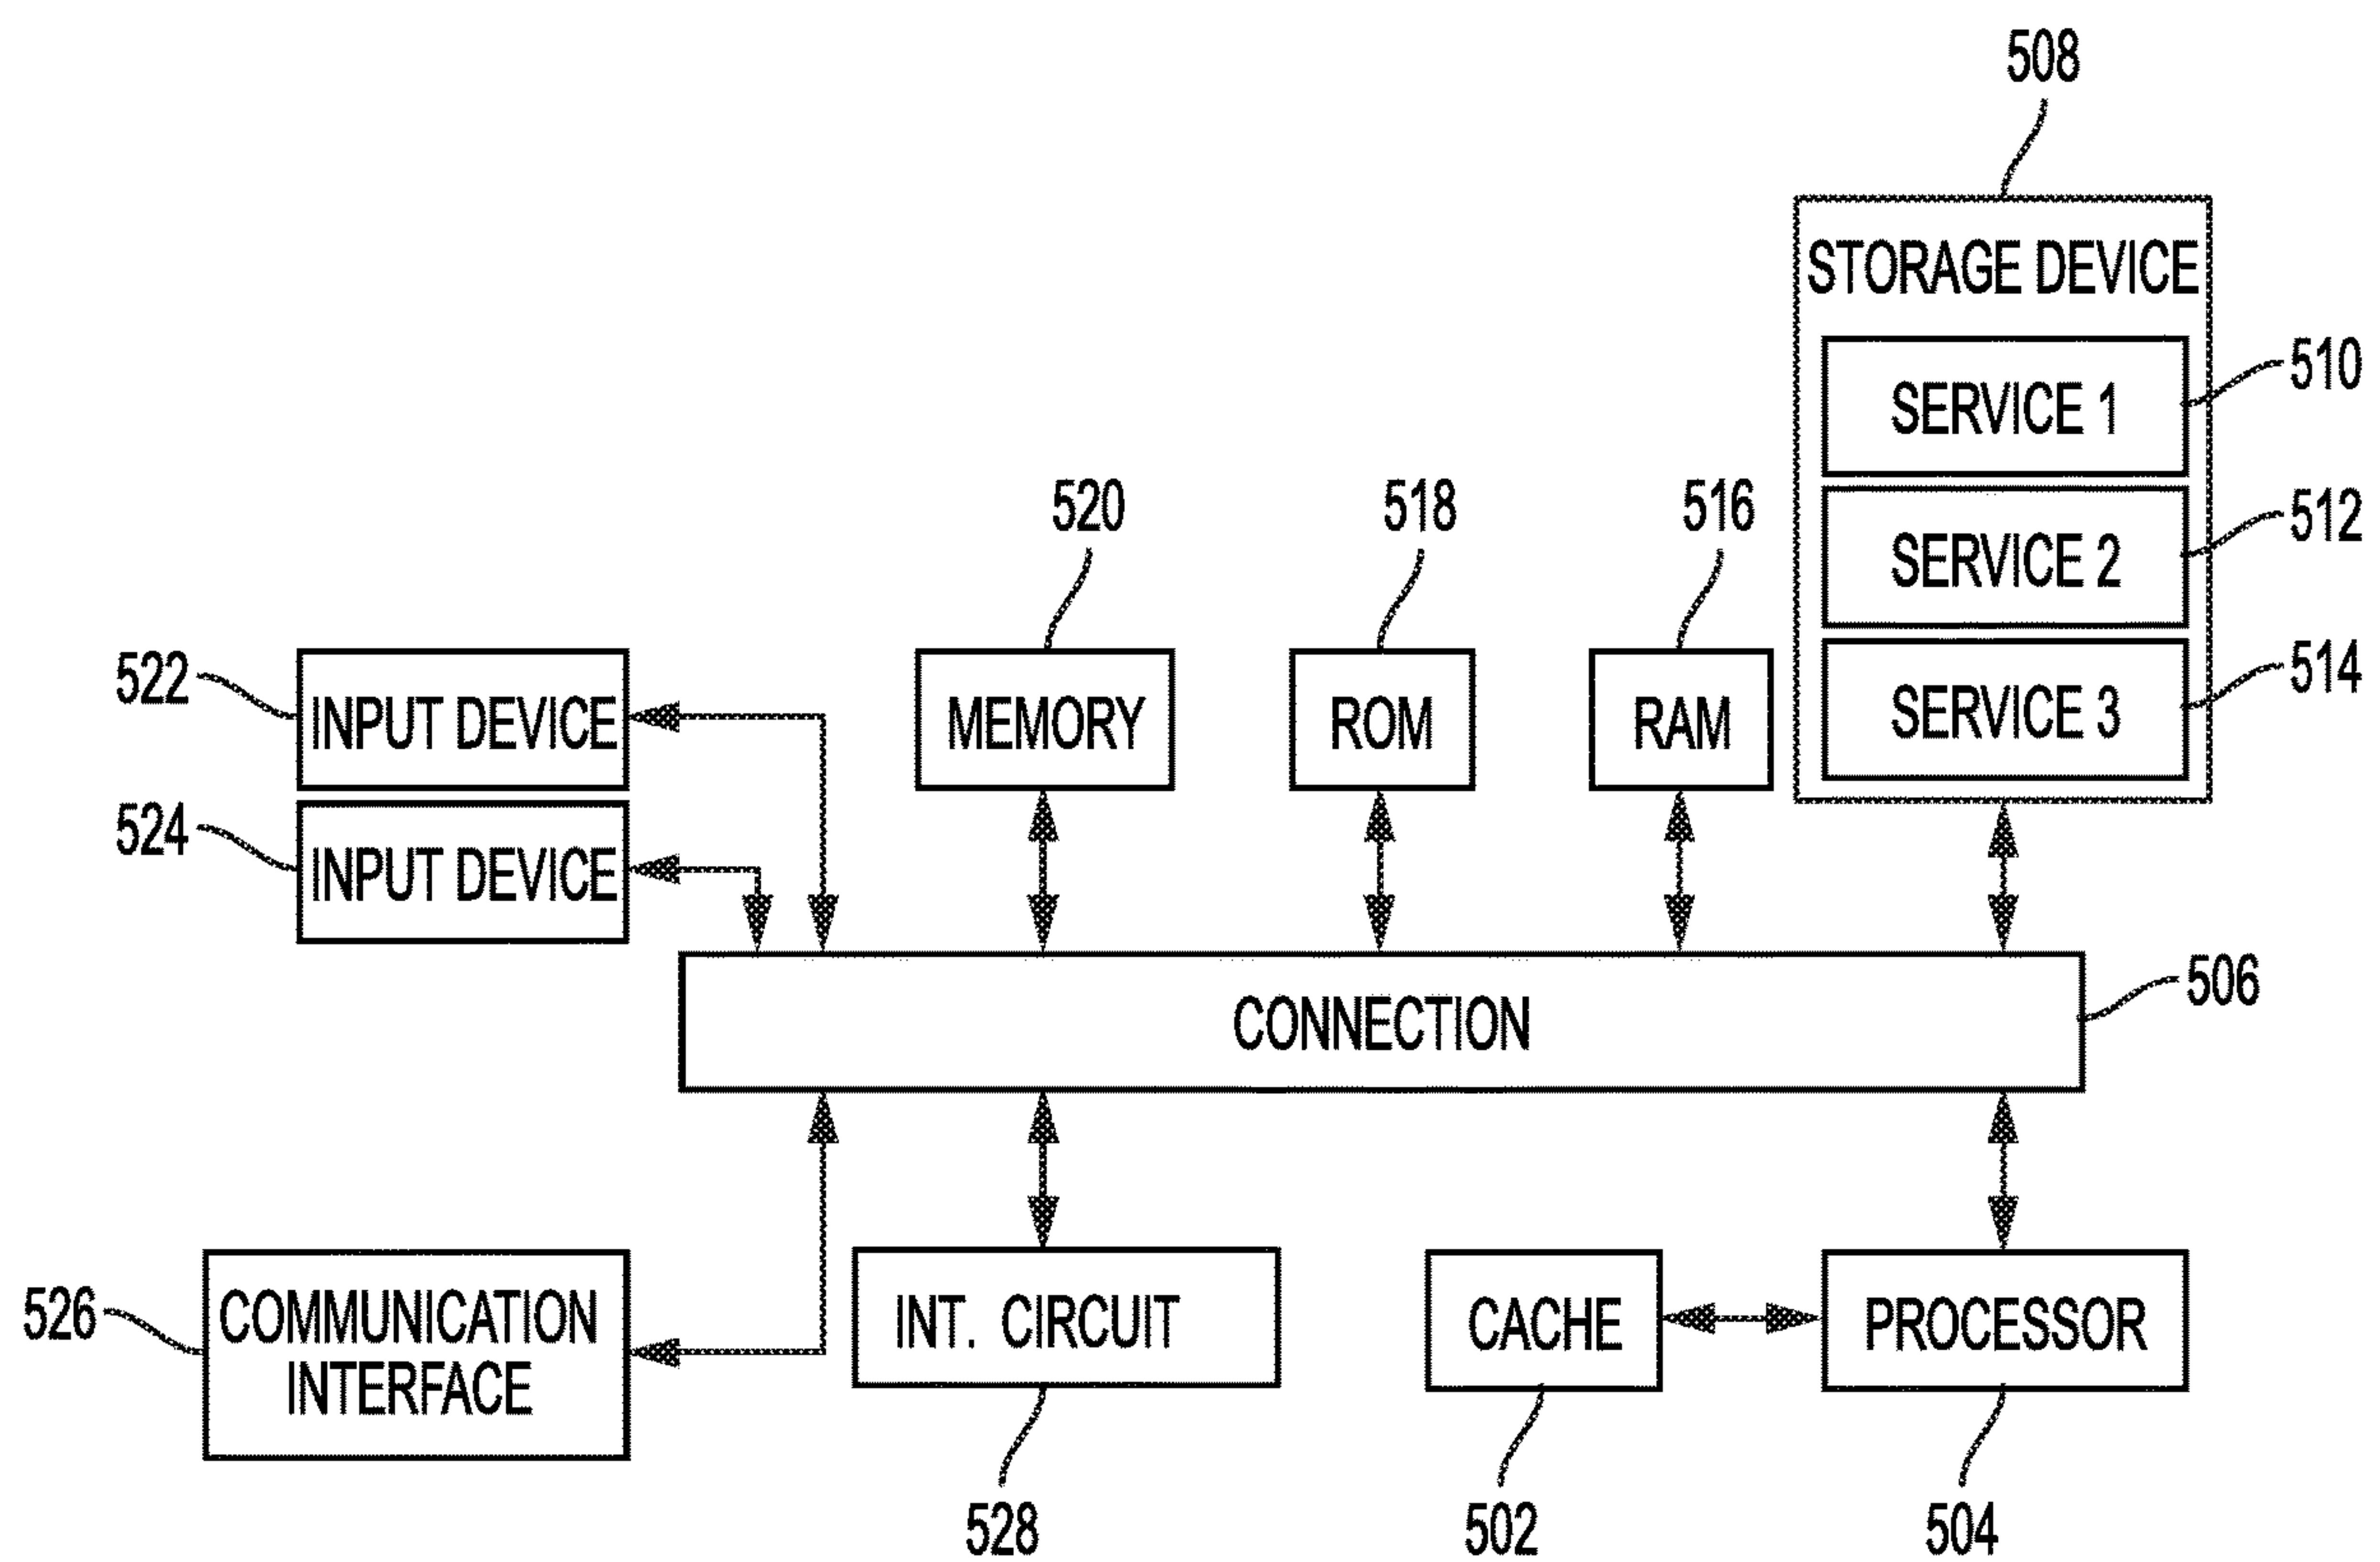 508
STORAGE DEVICE
SERVICE 1
510
SERVICE 2
512
SERVICE 3
514
520
518
516
522
INPUT DEVICE
MEMORY
ROM
RAM
524
INPUT DEVICE
CONNECTION
506
526
COMMUNICATION
INTERFACE
INT. CIRCUIT
CACHE
PROCESSOR
528
502
504